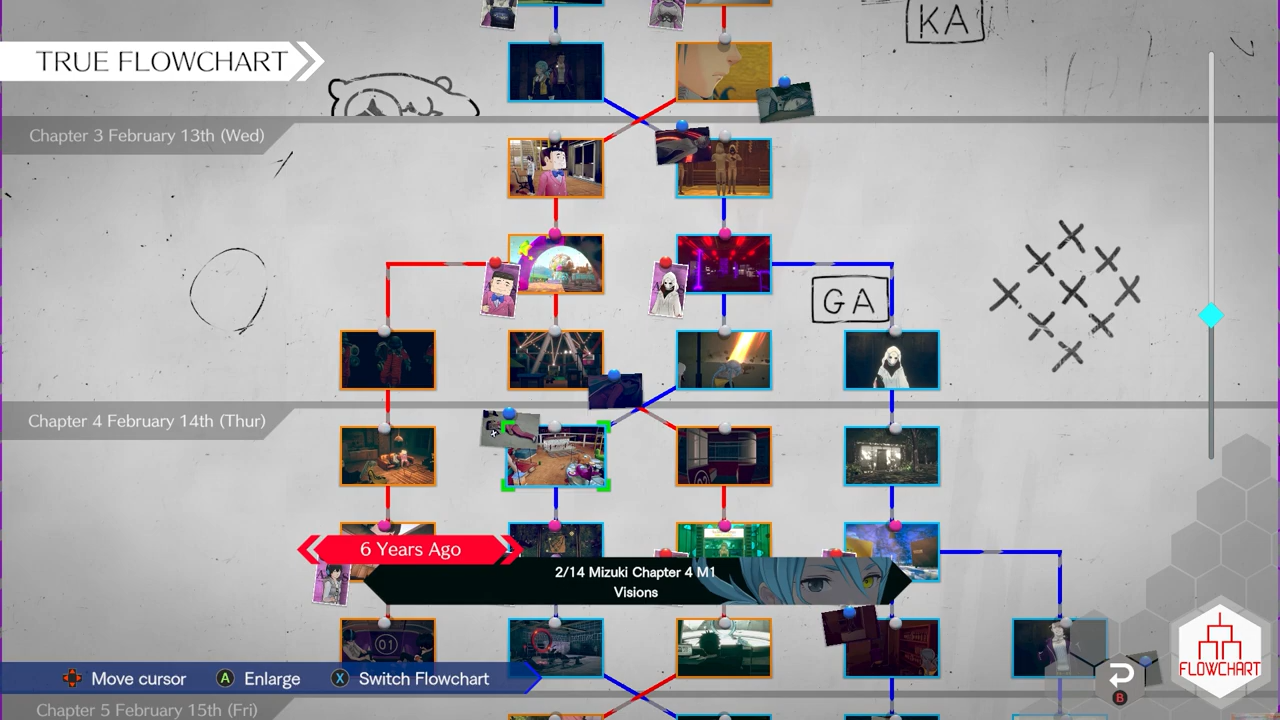 KA
TRUE FLOWCHART
Chapter 3 February 13th (Wed)
GA
Chapter 4 February 14th (Thur)
6 Years Ago
2/14 Mizuki Chapter 4 M1
Visions
01
01
Move cursor
A Enlarge
X Switch Flowchart
FLOWCHART
B
Chapter 5 February 15th (Fri)